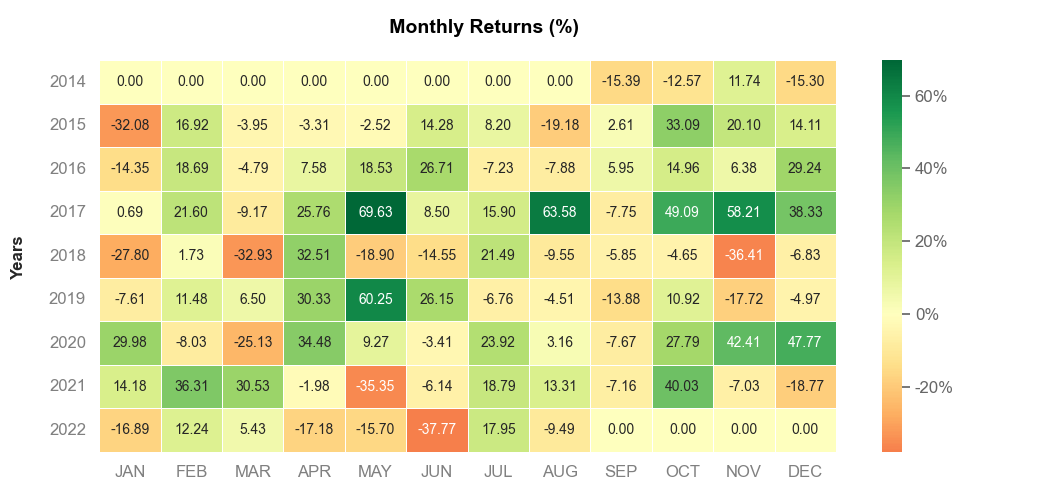 Monthly Returns (%)
2014 0.00 0.00 0.00 0.00 0.00 0.00 0.00 0.00 -15.39 -12.57 11.74 -15.30
2015 -32.08 16.92 -3.95 -3.31 -2.52 14.28 8.20 -19.18 2.61 33.09 20.10 14.11
2016 -14.35 18.69 -4.79 7.58 18.53 26.71 -7.23 -7.88 5.95 14.96 6.38 29.24
2017 0.69 21.60 -9.17 25.76 69.63 8.50 15.90 63.58 -7.75 49.09 58.21 38.33
2018 -27.80 1.73 -32.93 32.51 -18.90 -14.55 21.49 -9.55 -5.85 -4.65 -36.41 -6.83
2019 -7.61 11.48 6.50 30.33 60.25 26.15 -6.76 -4.51 -13.88 10.92 -17.72 -4.97
2020 29.98 -8.03 -25.13 34.48 9.27 -3.41 23.92 3.16 -7.67 27.79 42.41 47.77
2021 14.18 36.31 30.53 -1.98 -35.35 -6.14 18.79 13.31 -7.16 40.03 -7.03 -18.77
2022 -16.89 12.24 5.43 -17.18 -15.70 -37.77 17.95 -9.49 0.00 0.00 0.00 0.00
JAN FEB MAR APR MAY JUN JUL AUG SEP OCT NOV DEC
Years
60%
40%
20%
0%
-20%